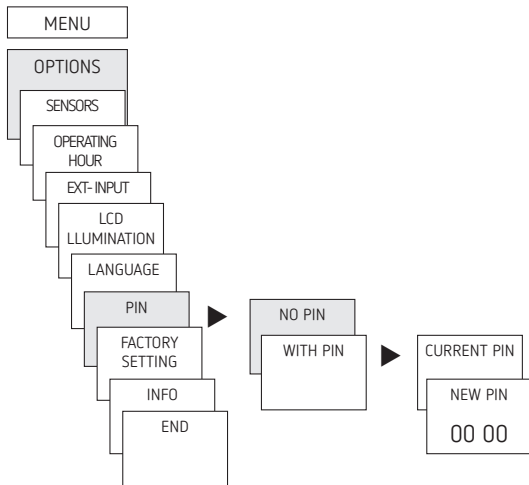 MENU
OPTIONS
SENSORS
OPERATING
HOUR
EXT- INPUT
LCD
LLUMINATION
LANGUAGE
PIN
FACTORY
SETTING
INFO
END
NO PIN
WITH PIN
CURRENT PIN
NEW PIN
00 00